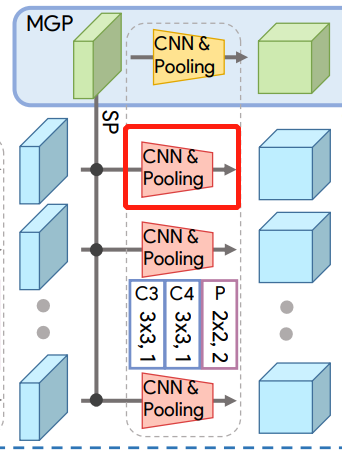 MGP
CNN &
Pooling
SP
CNN &
Pooling
CNN &
Pooling
C3 C4 P
3x3, 1 3x3, 1 2x2, 2
CNN &
Pooling